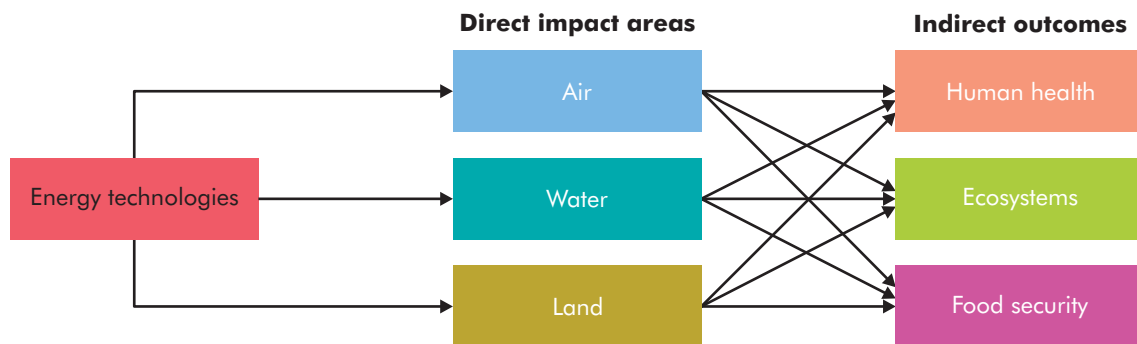 Direct impact areas
Indirect outcomes
Air
Human health
Energy technologies
Water
Ecosystems
Land
Food security